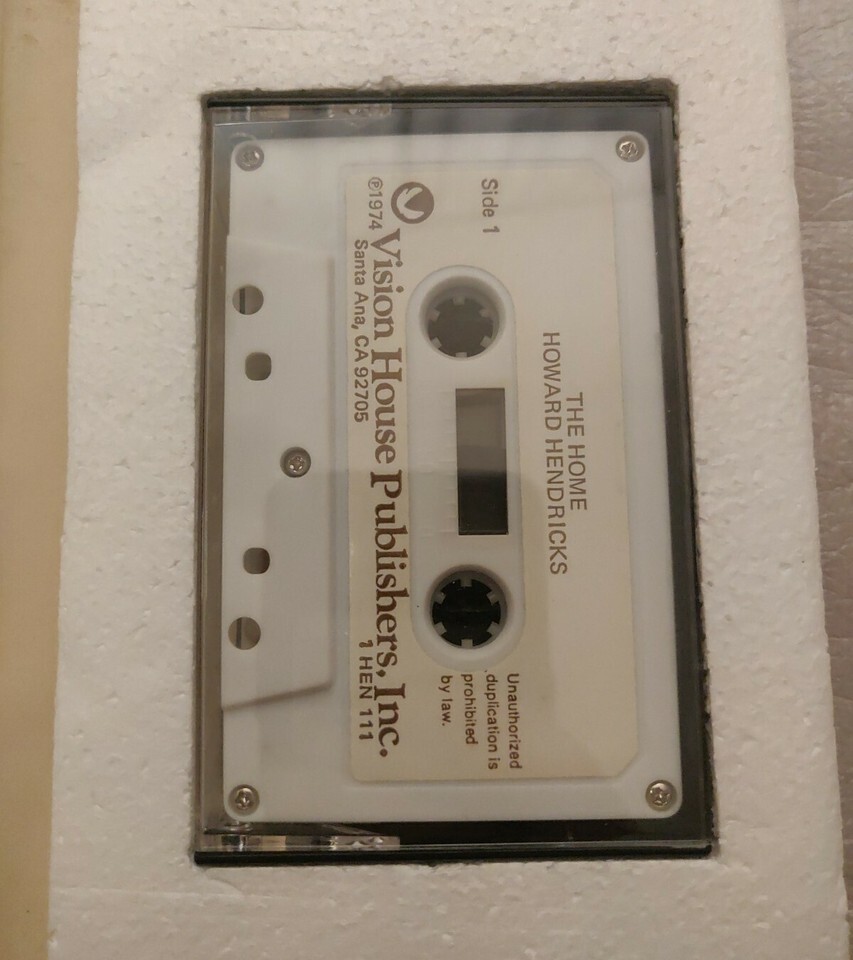 THE HOME
HOWARD HENDRICKS
Side 1
Unauthorized
duplication is
prohibited
by law.
Vision House Publishers, Inc.
℗1974
Santa Ana, CA 92705
1 HEN 111